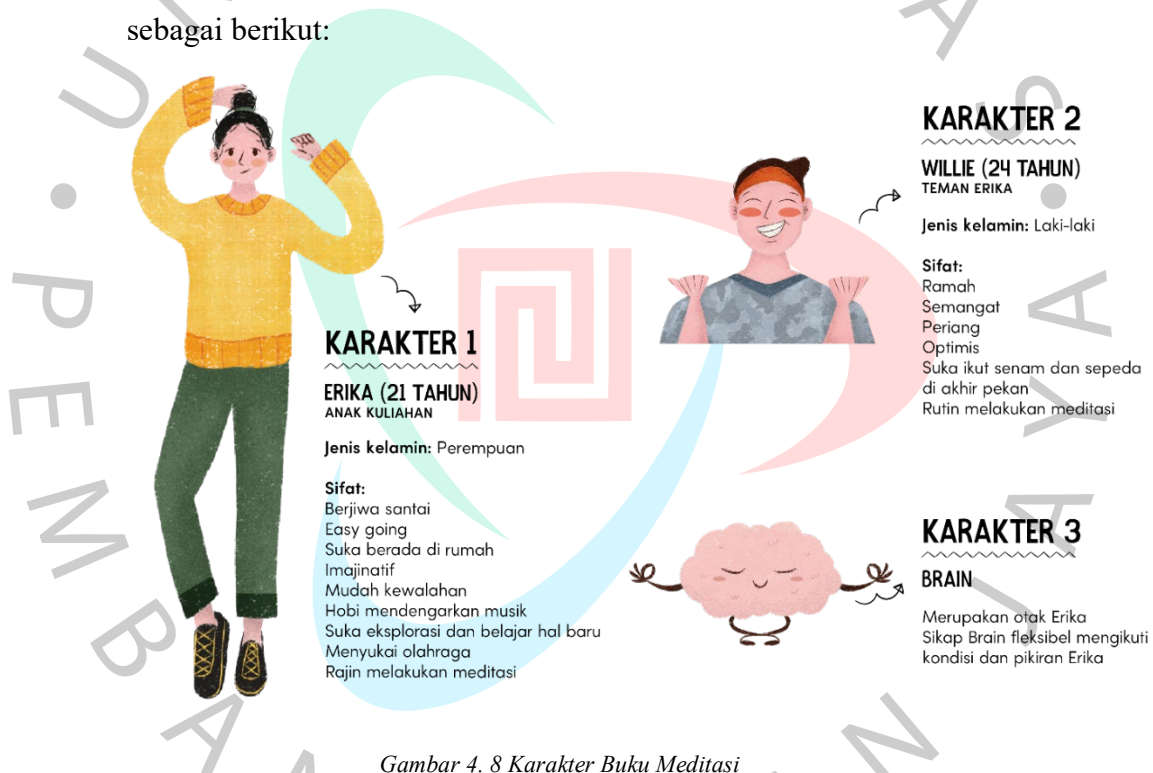 sebagai berikut:
KARAKTER 1
ERIKA (21 TAHUN)
ANAK KULIAHAN
Jenis kelamin: Perempuan
Sifat:
Berjiwa santai
Easy going
Suka berada di rumah
Imajinatif
Mudah kewalahan
Hobi mendengarkan musik
Suka eksplorasi dan belajar hal baru
Menyukai olahraga
Rajin melakukan meditasi
KARAKTER 2
WILLIE (24 TAHUN)
TEMAN ERIKA
Jenis kelamin: Laki-laki
Sifat:
Ramah
Semangat
Periang
Optimis
Suka ikut senam dan sepeda
di akhir pekan
Rutin melakukan meditasi
KARAKTER 3
BRAIN
Merupakan otak Erika
Sikap Brain fleksibel mengikuti
kondisi dan pikiran Erika
Gambar 4. 8 Karakter Buku Meditasi